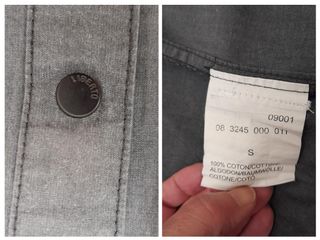 LIBERTO
09001
08 3245 000 011
S
100% COTON/COTTON/
ALGODON/BAUMWOLLE/
COTONE/COTO